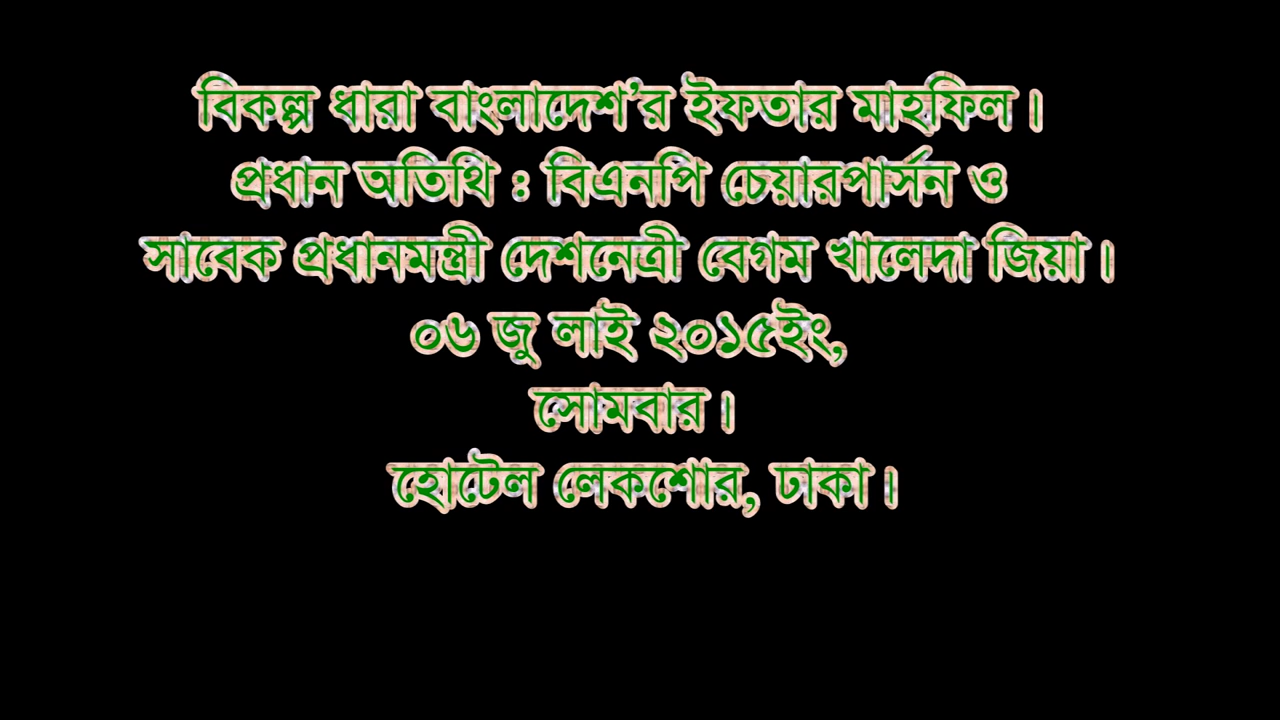 বিকল্প ধারা বাংলাদেশ’র ইফতার মাহফিল।
প্রধান অতিথি : বিএনপি চেয়ারপার্সন ও
সাবেক প্রধানমন্ত্রী দেশনেত্রী বেগম খালেদা জিয়া।
০৬ জু লাই ২০১৫ইং,
সোমবার।
হোটেল লেকশোর, ঢাকা।